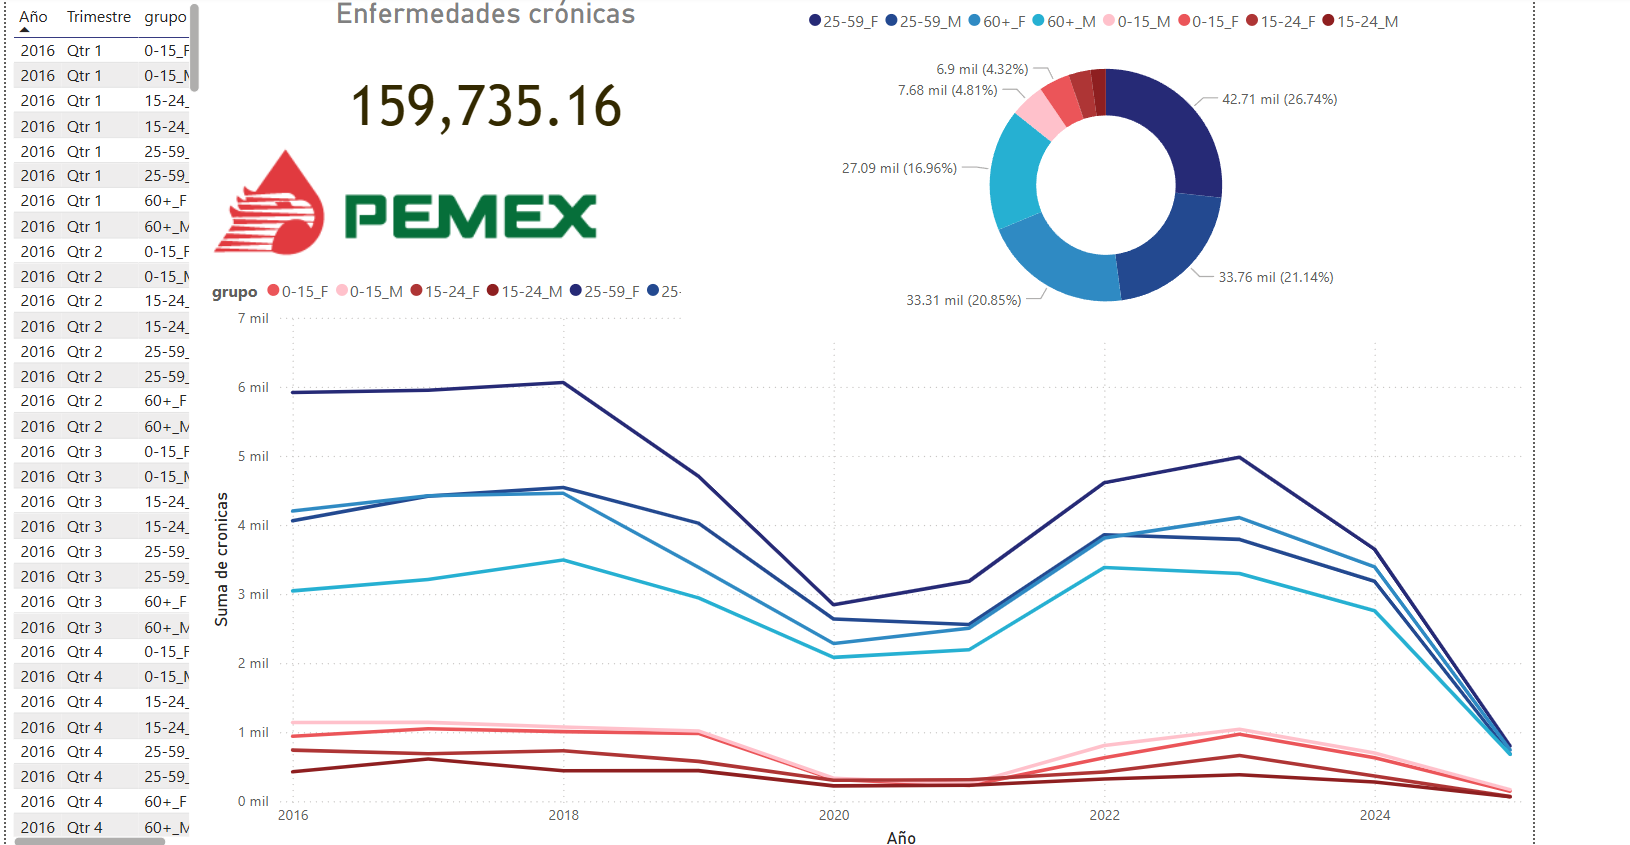 Año Trimestre grupo
2016 Qtr 1 0-15_F
2016 Qtr 1 0-15_M
2016 Qtr 1 15-24_
2016 Qtr 1 15-24_
2016 Qtr 1 25-59_
2016 Qtr 1 25-59_
2016 Qtr 1 60+_F
2016 Qtr 1 60+_M
2016 Qtr 2 0-15_F
2016 Qtr 2 0-15_M
2016 Qtr 2 15-24_
2016 Qtr 2 15-24_
2016 Qtr 2 25-59_
2016 Qtr 2 25-59_
2016 Qtr 2 60+_F
2016 Qtr 2 60+_M
2016 Qtr 3 0-15_F
2016 Qtr 3 0-15_M
2016 Qtr 3 15-24_
2016 Qtr 3 15-24_
2016 Qtr 3 25-59_
2016 Qtr 3 25-59_
2016 Qtr 3 60+_F
2016 Qtr 3 60+_M
2016 Qtr 4 0-15_F
2016 Qtr 4 0-15_M
2016 Qtr 4 15-24_
2016 Qtr 4 15-24_
2016 Qtr 4 25-59_
2016 Qtr 4 25-59_
2016 Qtr 4 60+_F
2016 Qtr 4 60+_M
Enfermedades crónicas
159,735.16
PEMEX
25-59_F 25-59_M 60+_F 60+_M 0-15_M 0-15_F 15-24_F 15-24_M
6.9 mil (4.32%)
7.68 mil (4.81%)
42.71 mil (26.74%)
27.09 mil (16.96%)
33.76 mil (21.14%)
33.31 mil (20.85%)
grupo 0-15_F 0-15_M 15-24_F 15-24_M 25-59_F 25-
7 mil
6 mil
5 mil
4 mil
3 mil
2 mil
1 mil
0 mil
Suma de cronicas
2016 2018 2020 2022 2024
Año